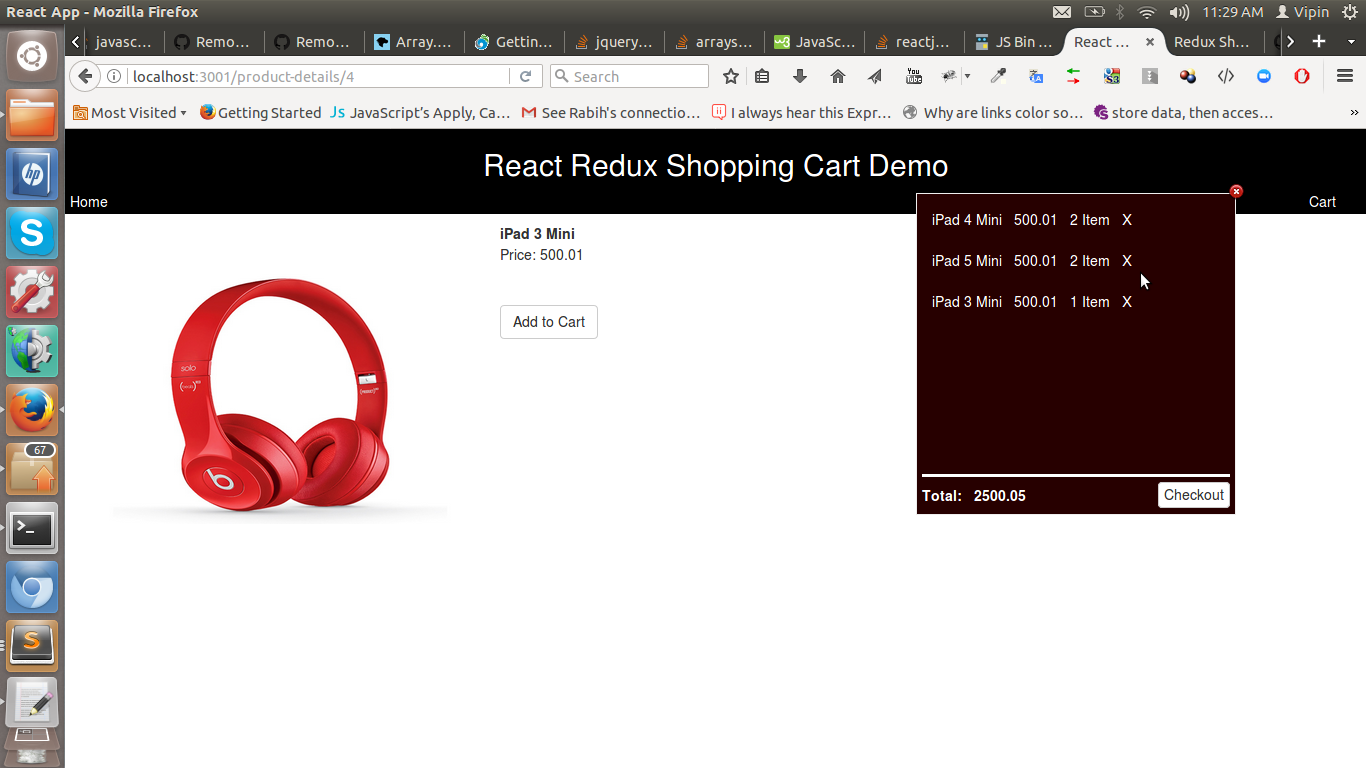 React App - Mozilla Firefox
11:29 AM Vipin
javasc... Remo... Remo... Array.... Gettin... jquery... arrays... JavaSc... reactj... JS Bin ... React ... Redux Sh...
localhost:3001/product-details/4
Search
Most Visited Getting Started JavaScript's Apply, Ca... See Rabih's connectio... I always hear this Expr... Why are links color so... store data, then acces...
React Redux Shopping Cart Demo
Home
Cart
iPad 3 Mini
Price: 500.01
Add to Cart
solo
iPad 4 Mini 500.01 2 Item X
iPad 5 Mini 500.01 2 Item X
iPad 3 Mini 500.01 1 Item X
Total: 2500.05
Checkout
67